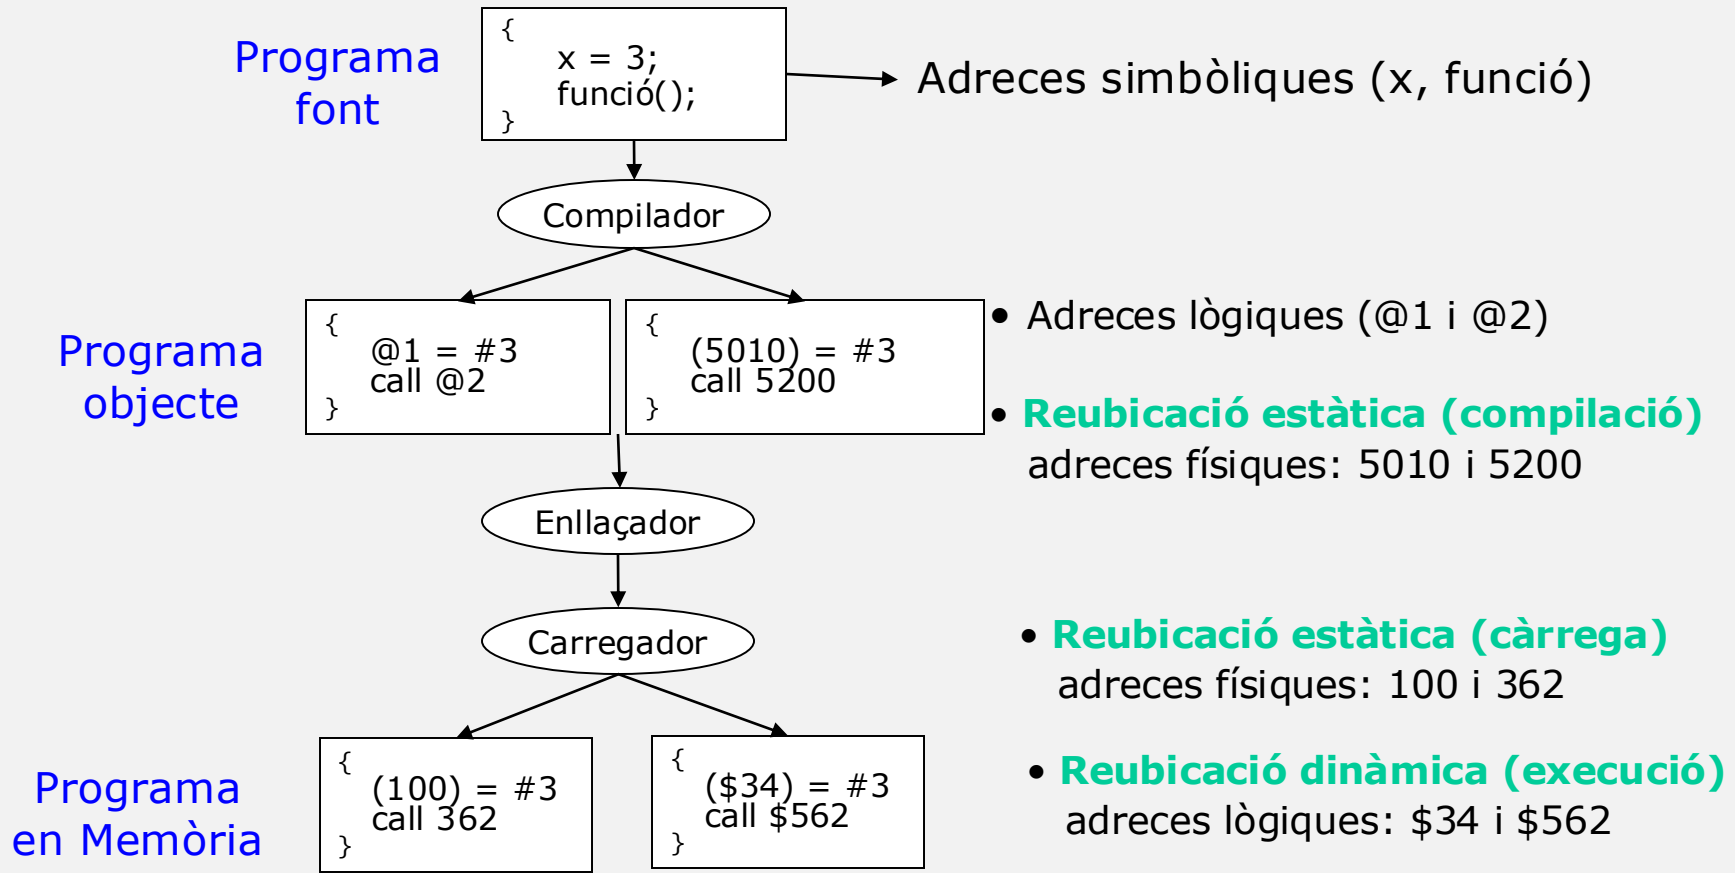 Programa
font
{
x = 3;
funció();
}
Adreces simbòliques (x, funció)
Compilador
Programa
objecte
{
@1 = #3
call @2
}
{
(5010) = #3
call 5200
}
• Adreces lògiques (@1 i @2)
• Reubicació estàtica (compilació)
adreces físiques: 5010 i 5200
Enllaçador
Carregador
• Reubicació estàtica (càrrega)
adreces físiques: 100 i 362
Programa
en Memòria
{
(100) = #3
call 362
}
{
($34) = #3
call $562
}
• Reubicació dinàmica (execució)
adreces lògiques: $34 i $562